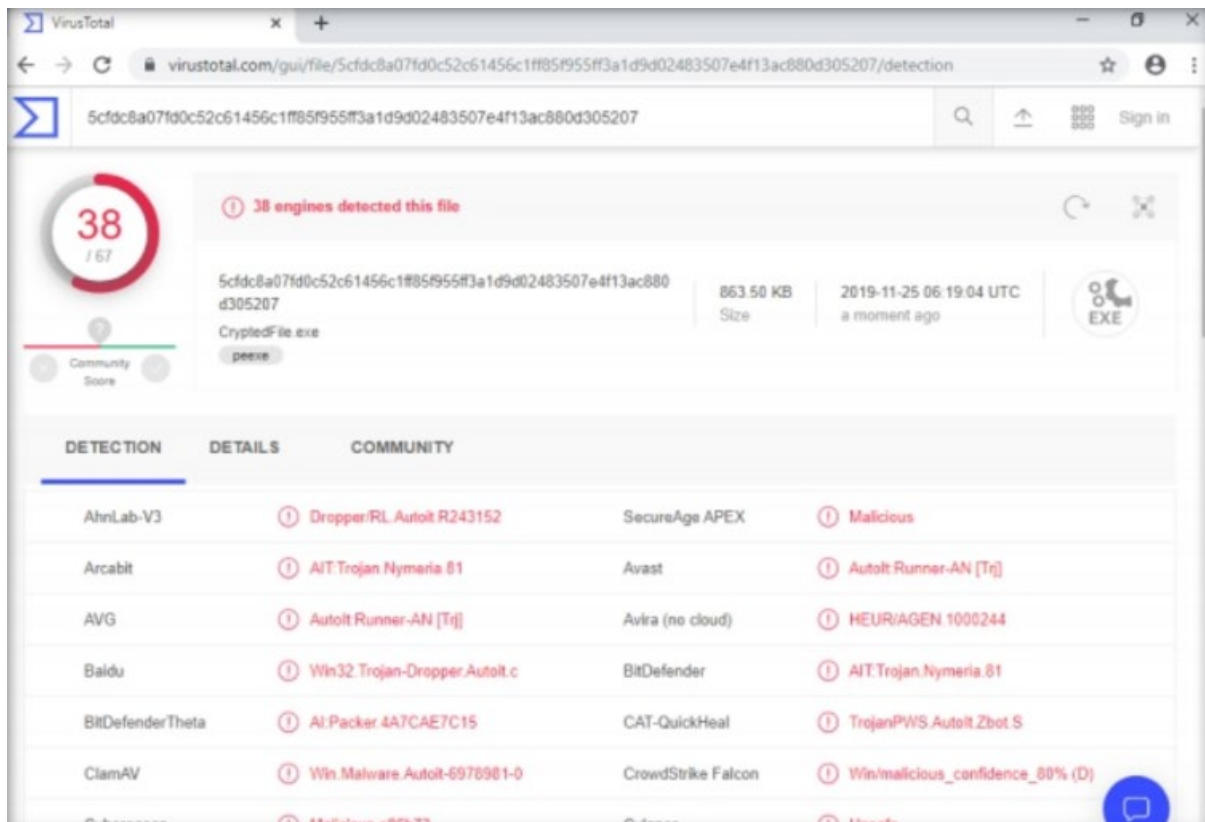 VirusTotal
virustotal.com/gui/file/5cfdc8a07fd0c52c61456c1ff85f955ff3a1d9d02483507e4f13ac880d305207/detection
5cfdc8a07fd0c52c61456c1ff85f955ff3a1d9d02483507e4f13ac880d305207
Sign in
38
/ 67
38 engines detected this file
5cfdc8a07fd0c52c61456c1ff85f955ff3a1d9d02483507e4f13ac880
d305207
CryptedFile.exe
peexe
863.50 KB
Size
2019-11-25 06:19:04 UTC
a moment ago
EXE
?
Community
Score
DETECTION DETAILS COMMUNITY
AhnLab-V3 Dropper/RL.Autoit.R243152 SecureAge APEX Malicious
Arcabit AIT:Trojan.Nymeria.81 Avast AutoIt:Runner-AN [Trj]
AVG AutoIt:Runner-AN [Trj] Avira (no cloud) HEUR/AGEN.1000244
Baidu Win32.Trojan-Dropper.Autoit.c BitDefender AIT:Trojan.Nymeria.81
BitDefenderTheta AI:Packer.4A7CAE7C15 CAT-QuickHeal TrojanPWS.AutoIt.Zbot.S
ClamAV Win.Malware.Autoit-6978981-0 CrowdStrike Falcon Win/malicious_confidence_80% (D)